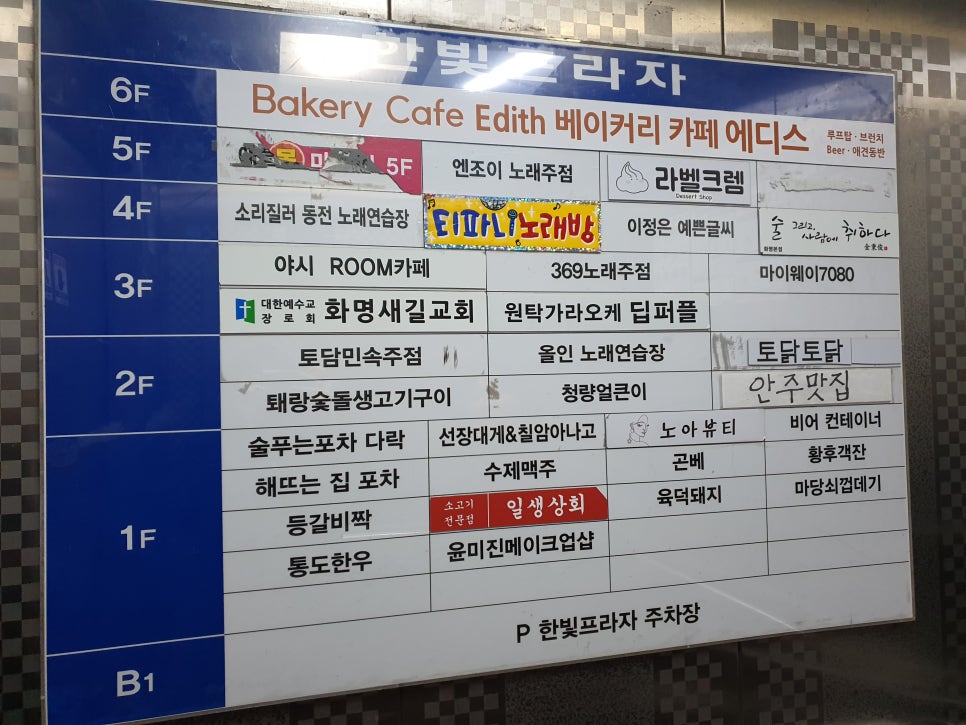 한빛프라자
6F
Bakery Cafe Edith 베이커리 카페 에디스
루프탑 · 브런치
Beer · 애견동반
5F
5F
엔조이 노래주점
라벨크렘
Dessert Shop
4F
소리질러 동전 노래연습장
티파니노래방
이정은 예쁜글씨
술 그리고, 사람에 취하다
화명본점
3F
야시 ROOM카페
369노래주점
마이웨이7080
대한예수교
장로회
화명새길교회
원탁가라오케 딥퍼플
2F
토담민속주점
올인 노래연습장
토닭토닭
퇘랑숯돌생고기구이
청량얼큰이
안주맛집
1F
술푸는포차 다락
선장대게&칠암아나고
노아뷰티
비어 컨테이너
해뜨는 집 포차
수제맥주
곤베
황후객잔
등갈비짝
소고기
전문점
일생상회
육덕돼지
마당쇠껍데기
통도한우
윤미진메이크업샵
B1
P 한빛프라자 주차장